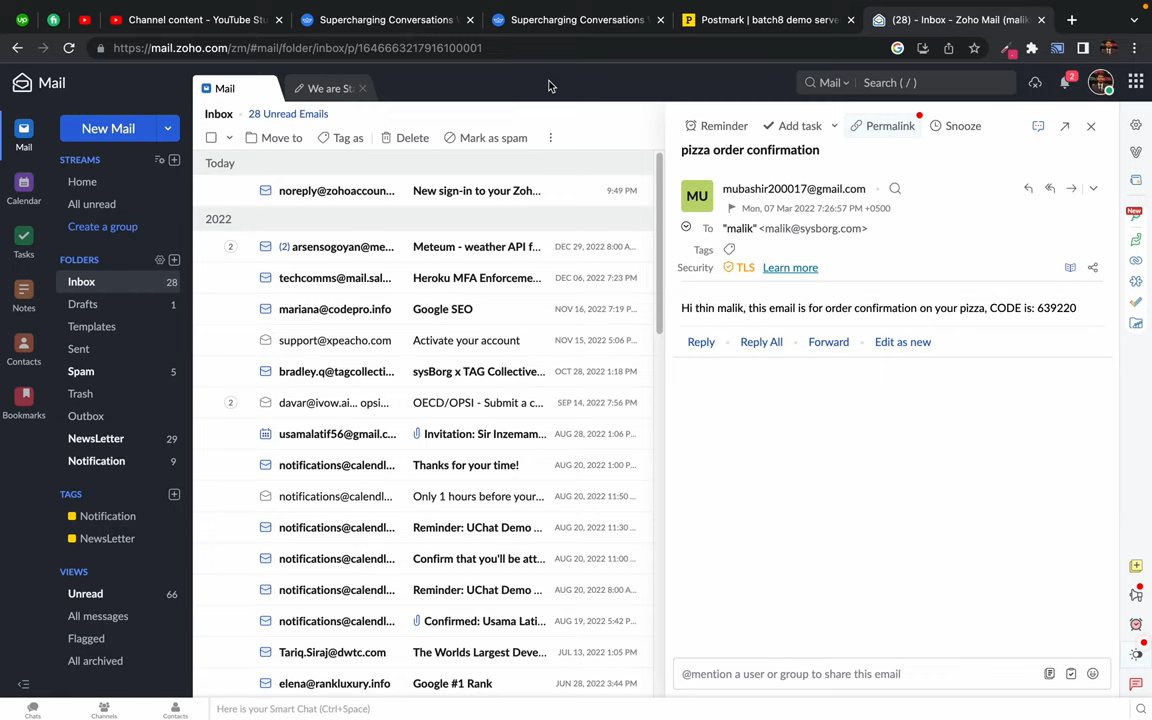 Channel content - YouTube Stu
Supercharging Conversations
Supercharging Conversations
Postmark | batch8 demo serve
(28) - Inbox - Zoho Mail (malik
https://mail.zoho.com/zm/#mail/folder/inbox/p/1646663217916100001
Mail
Mail
We are St
Mail
Search ( / )
2
Inbox
28 Unread Emails
New Mail
Move to
Tag as
Delete
Mark as spam
Reminder
Add task
Permalink
Snooze
Mail
Calendar
Tasks
Notes
Contacts
Bookmarks
STREAMS
Home
All unread
Create a group
FOLDERS
Inbox 28
Drafts 1
Templates
Sent
Spam 5
Trash
Outbox
NewsLetter 29
Notification 9
TAGS
Notification
NewsLetter
VIEWS
Unread 66
All messages
Flagged
All archived
Today
noreply@zohoaccoun... New sign-in to your Zoh... 9:49 PM
2022
2 (2) arsensogoyan@me... Meteum - weather API f... DEC 29, 2022 8:00 A...
techcomms@mail.sal... Heroku MFA Enforceme... DEC 06, 2022 7:23 P...
mariana@codepro.info Google SEO NOV 16, 2022 7:19 P...
support@xpeacho.com Activate your account NOV 15, 2022 5:06 P...
bradley.q@tagcollecti... sysBorg x TAG Collective... OCT 28, 2022 1:18 PM
2 davar@ivow.ai... opsi... OECD/OPSI - Submit a c... SEP 14, 2022 7:56 PM
usamalatif56@gmail.c... Invitation: Sir Inzemam... AUG 28, 2022 1:06 P...
notifications@calendl... Thanks for your time! AUG 20, 2022 1:00 P...
notifications@calendl... Only 1 hours before your... AUG 20, 2022 11:50 ...
notifications@calendl... Reminder: UChat Demo ... AUG 20, 2022 11:30 ...
notifications@calendl... Confirm that you'll be att... AUG 20, 2022 11:00 ...
notifications@calendl... Reminder: UChat Demo ... AUG 20, 2022 8:00 A...
notifications@calendl... Confirmed: Usama Lati... AUG 19, 2022 5:42 P...
Tariq.Siraj@dwtc.com The Worlds Largest Deve... JUL 13, 2022 1:05 PM
elena@rankluxury.info Google #1 Rank JUN 28, 2022 3:44 PM
pizza order confirmation
MU
mubashir200017@gmail.com
Mon, 07 Mar 2022 7:26:57 PM +0500
To "malik" <malik@sysborg.com>
Tags
Security TLS Learn more
Hi thin malik, this email is for order confirmation on your pizza, CODE is: 639220
Reply
Reply All
Forward
Edit as new
@mention a user or group to share this email
New
Chats
Channels
Contacts
Here is your Smart Chat (Ctrl+Space)